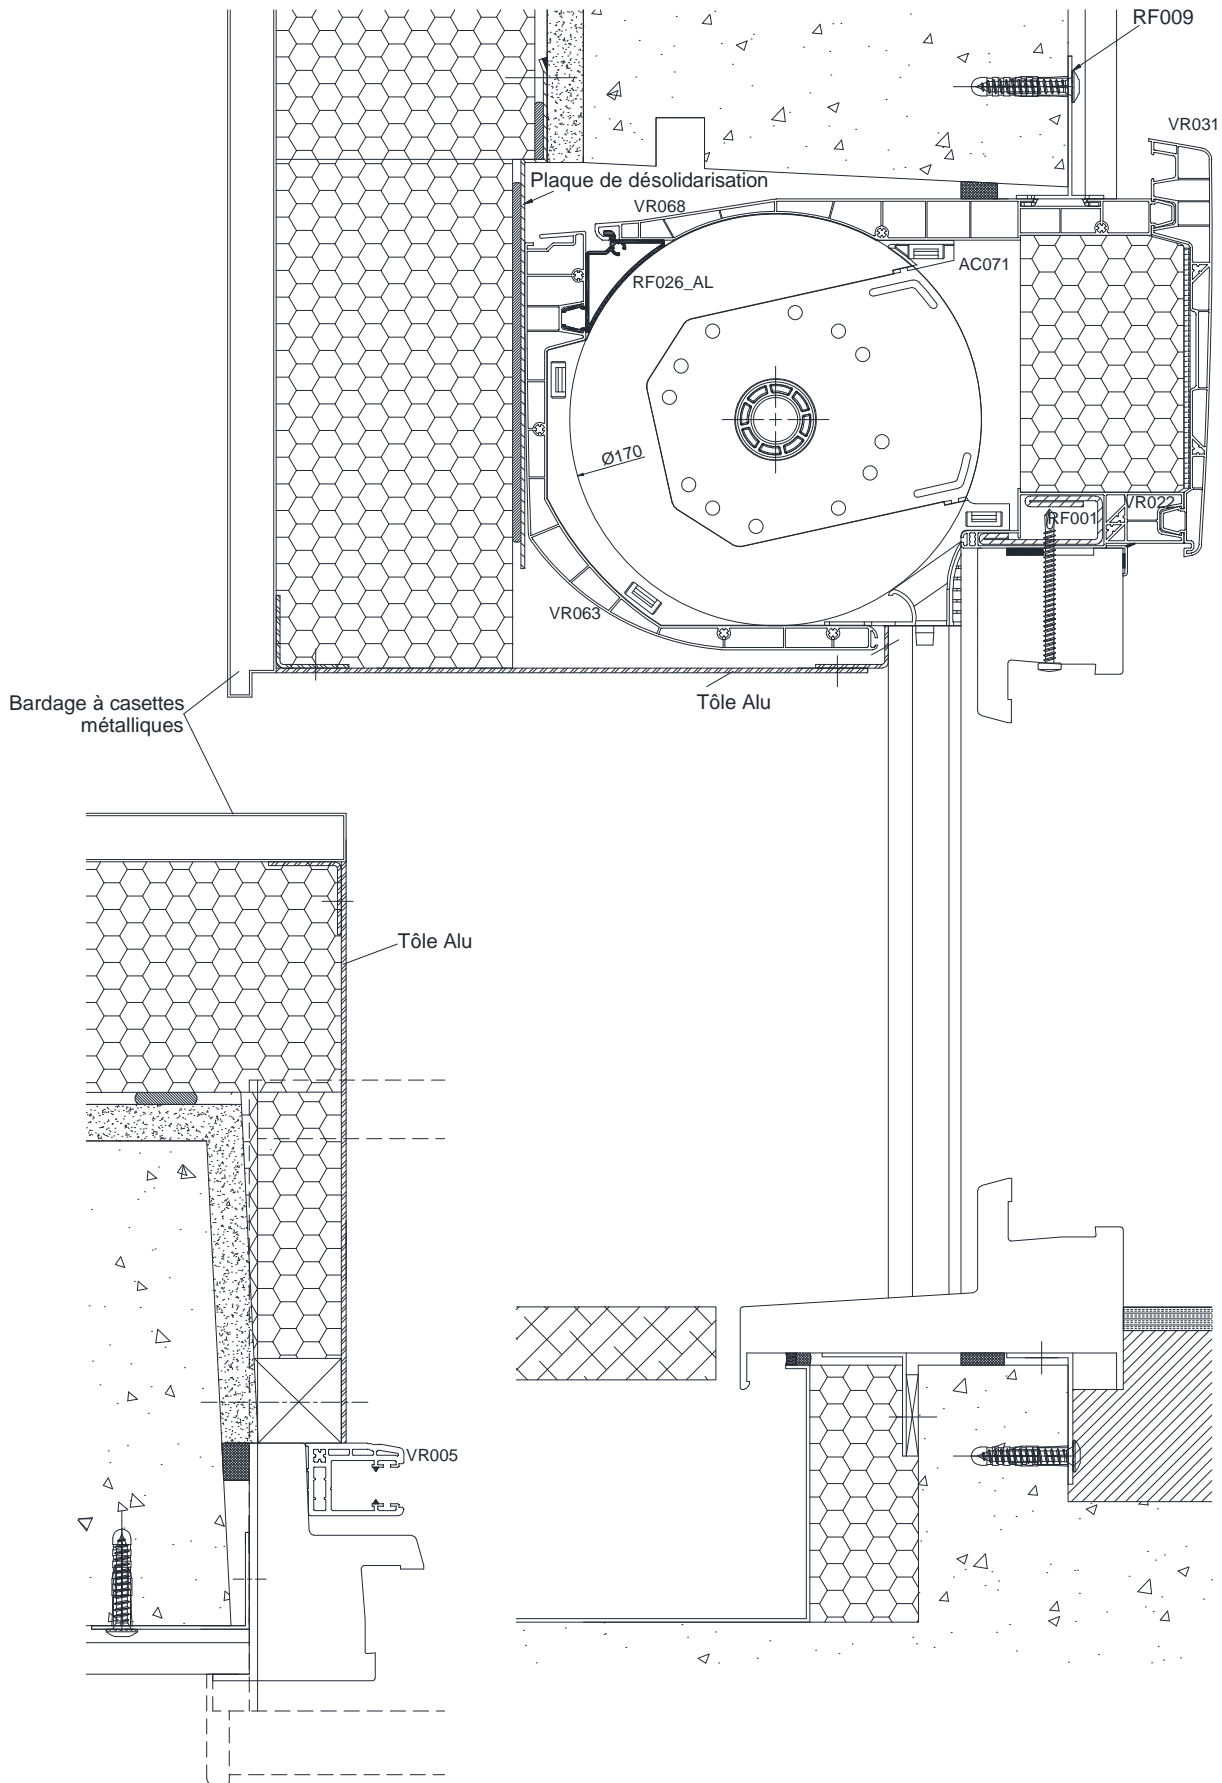 RF009
VR031
Plaque de désolidarisation
VR068
AC071
RF026_AL
Ø170
VR022
RF001
VR063
Tôle Alu
Bardage à casettes
métalliques
Tôle Alu
VR005